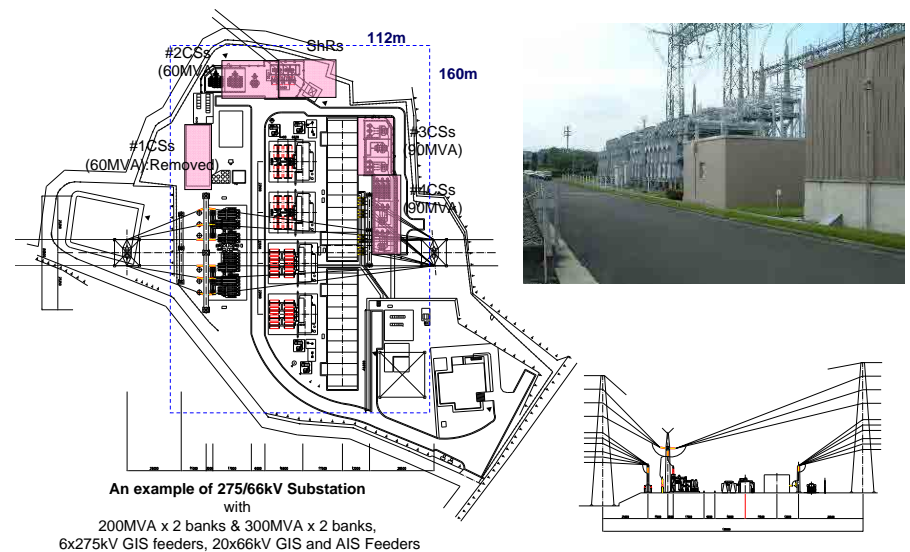 #2CSs
(60MVA)
ShRs
112m
160m
#1CSs
(60MVA):Removed)
#3CSs
(90MVA)
#4CSs
(90MVA)
An example of 275/66kV Substation
with
200MVA x 2 banks & 300MVA x 2 banks,
6x275kV GIS feeders, 20x66kV GIS and AIS Feeders